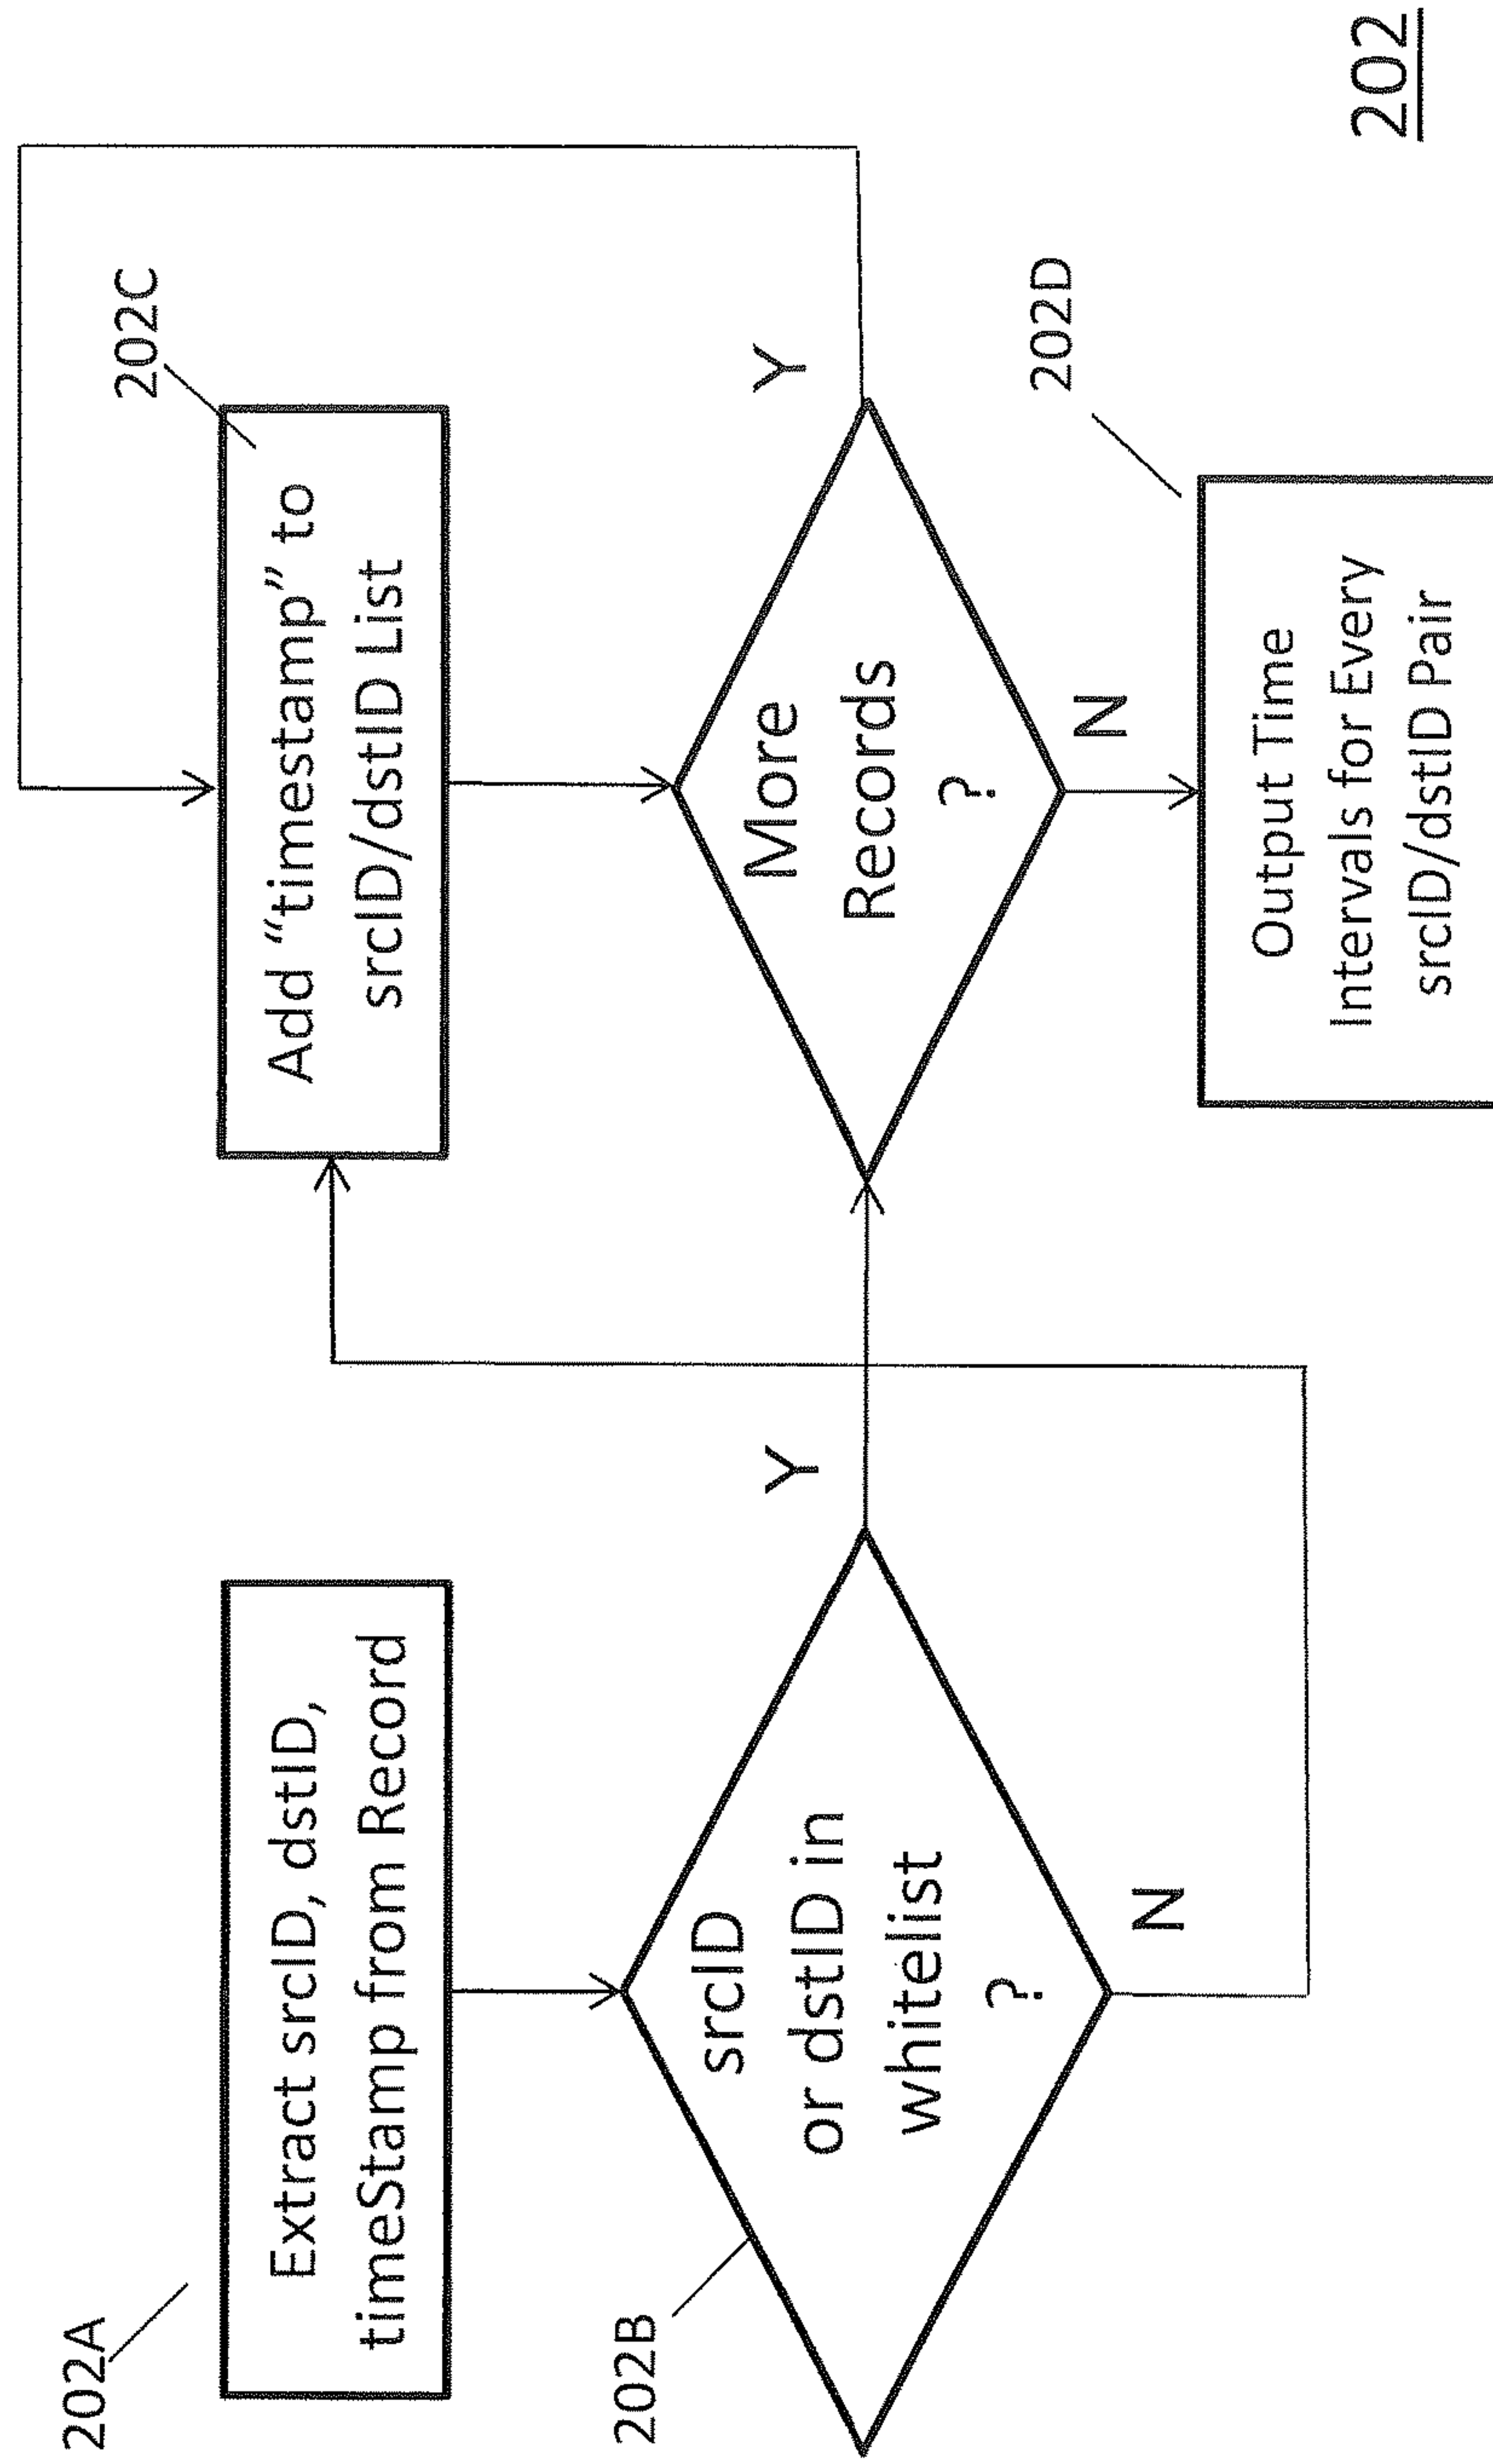 202A
Extract srcID, dstID,
timeStamp from Record
202B
srcID
or dstID in
whitelist
?
Y
N
202C
Add “timestamp” to
srcID/dstID List
More
Records
?
Y
N
202D
Output Time
Intervals for Every
srcID/dstID Pair
202